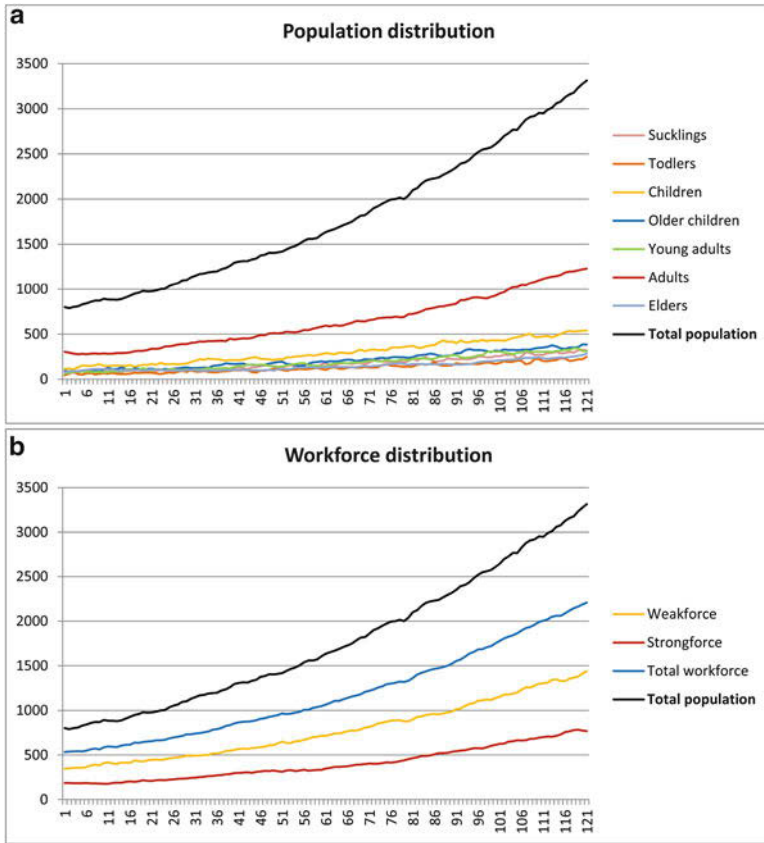 a
Population distribution
3500
3000
2500
2000
1500
1000
500
0
1 6 11 16 21 26 31 36 41 46 51 56 61 66 71 76 81 86 91 96 101 106 111 116 121
Sucklings
Todlers
Children
Older children
Young adults
Adults
Elders
Total population
b
Workforce distribution
3500
3000
2500
2000
1500
1000
500
0
1 6 11 16 21 26 31 36 41 46 51 56 61 66 71 76 81 86 91 96 101 106 111 116 121
Weakforce
Strongforce
Total workforce
Total population